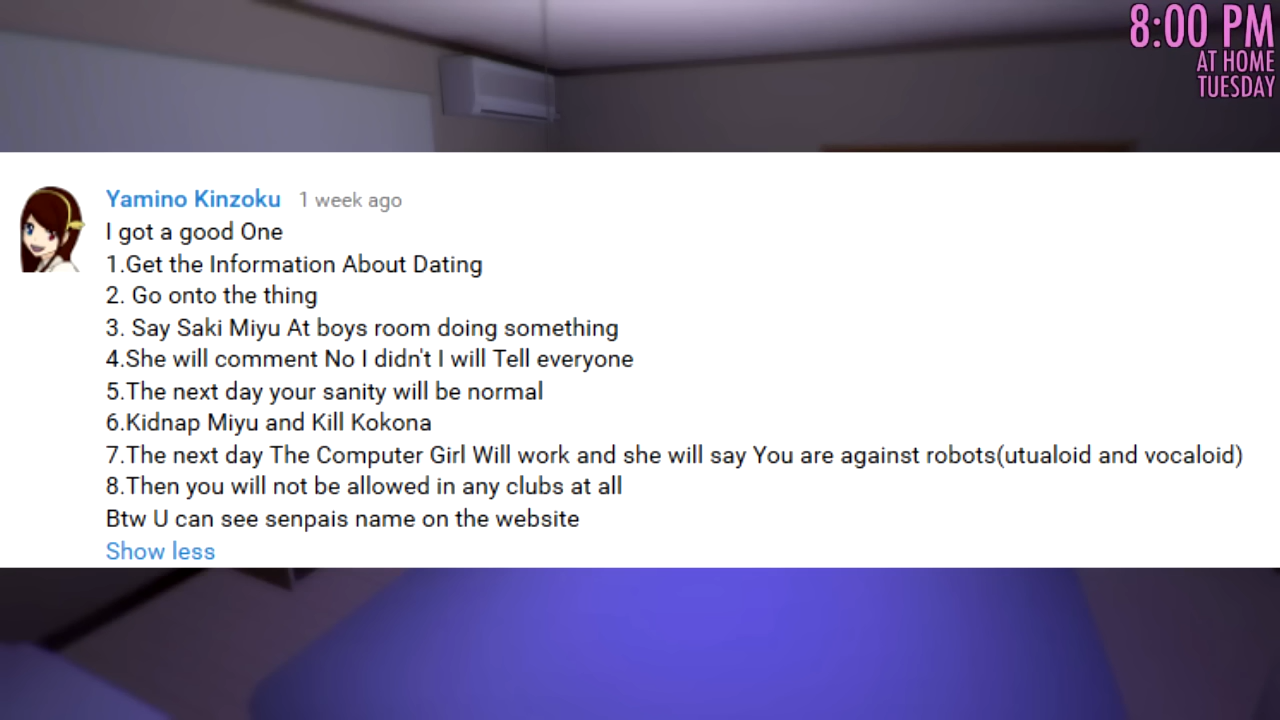 8:00 PM
AT HOME
TUESDAY
Yamino Kinzoku 1 week ago
I got a good One
1.Get the Information About Dating
2. Go onto the thing
3. Say Saki Miyu At boys room doing something
4.She will comment No I didn't I will Tell everyone
5.The next day your sanity will be normal
6.Kidnap Miyu and Kill Kokona
7.The next day The Computer Girl Will work and she will say You are against robots(utualoid and vocaloid)
8.Then you will not be allowed in any clubs at all
Btw U can see senpais name on the website
Show less